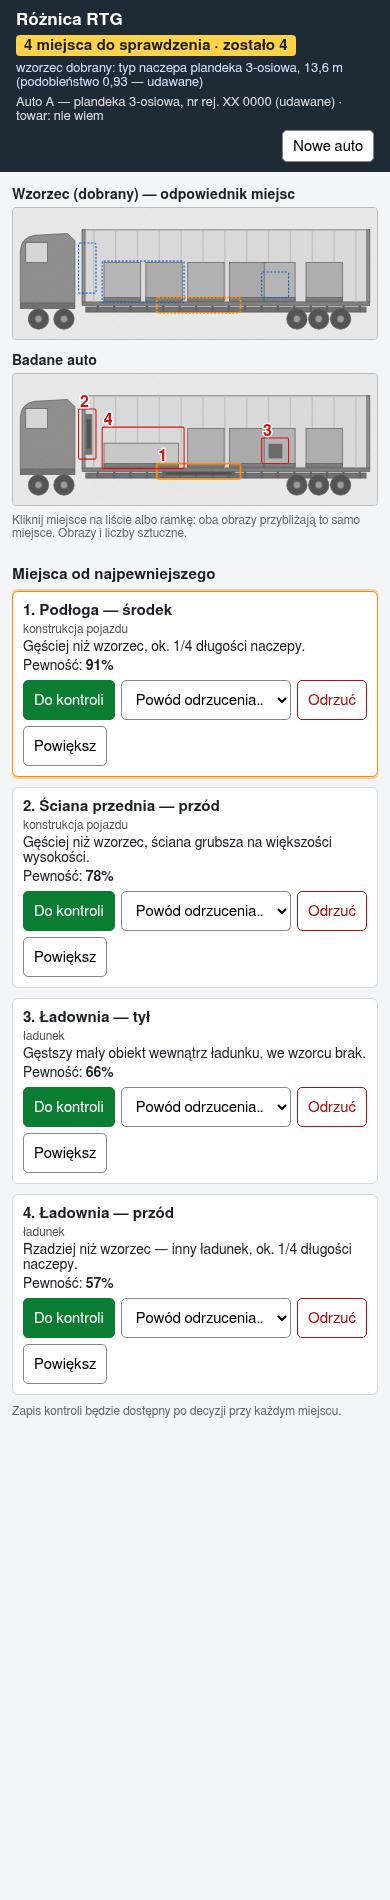 Różnica RTG
4 miejsca do sprawdzenia · zostało 4
wzorzec dobrany: typ naczepa plandeka 3-osiowa, 13,6 m
(podobieństwo 0,93 — udawane)
Auto A — plandeka 3-osiowa, nr rej. XX 0000 (udawane) ·
towar: nie wiem
Nowe auto
Wzorzec (dobrany) — odpowiednik miejsc
Badane auto
2
4
3
1
Kliknij miejsce na liście albo ramkę: oba obrazy przybliżają to samo
miejsce. Obrazy i liczby sztuczne.
Miejsca od najpewniejszego
1. Podłoga — środek
konstrukcja pojazdu
Gęściej niż wzorzec, ok. 1/4 długości naczepy.
Pewność: 91%
Do kontroli Powód odrzucenia.. Odrzuć
Powiększ
2. Ściana przednia — przód
konstrukcja pojazdu
Gęściej niż wzorzec, ściana grubsza na większości
wysokości.
Pewność: 78%
Do kontroli Powód odrzucenia.. Odrzuć
Powiększ
3. Ładownia — tył
ładunek
Gęstszy mały obiekt wewnątrz ładunku, we wzorcu brak.
Pewność: 66%
Do kontroli Powód odrzucenia.. Odrzuć
Powiększ
4. Ładownia — przód
ładunek
Rzadziej niż wzorzec — inny ładunek, ok. 1/4 długości
naczepy.
Pewność: 57%
Do kontroli Powód odrzucenia.. Odrzuć
Powiększ
Zapis kontroli będzie dostępny po decyzji przy każdym miejscu.